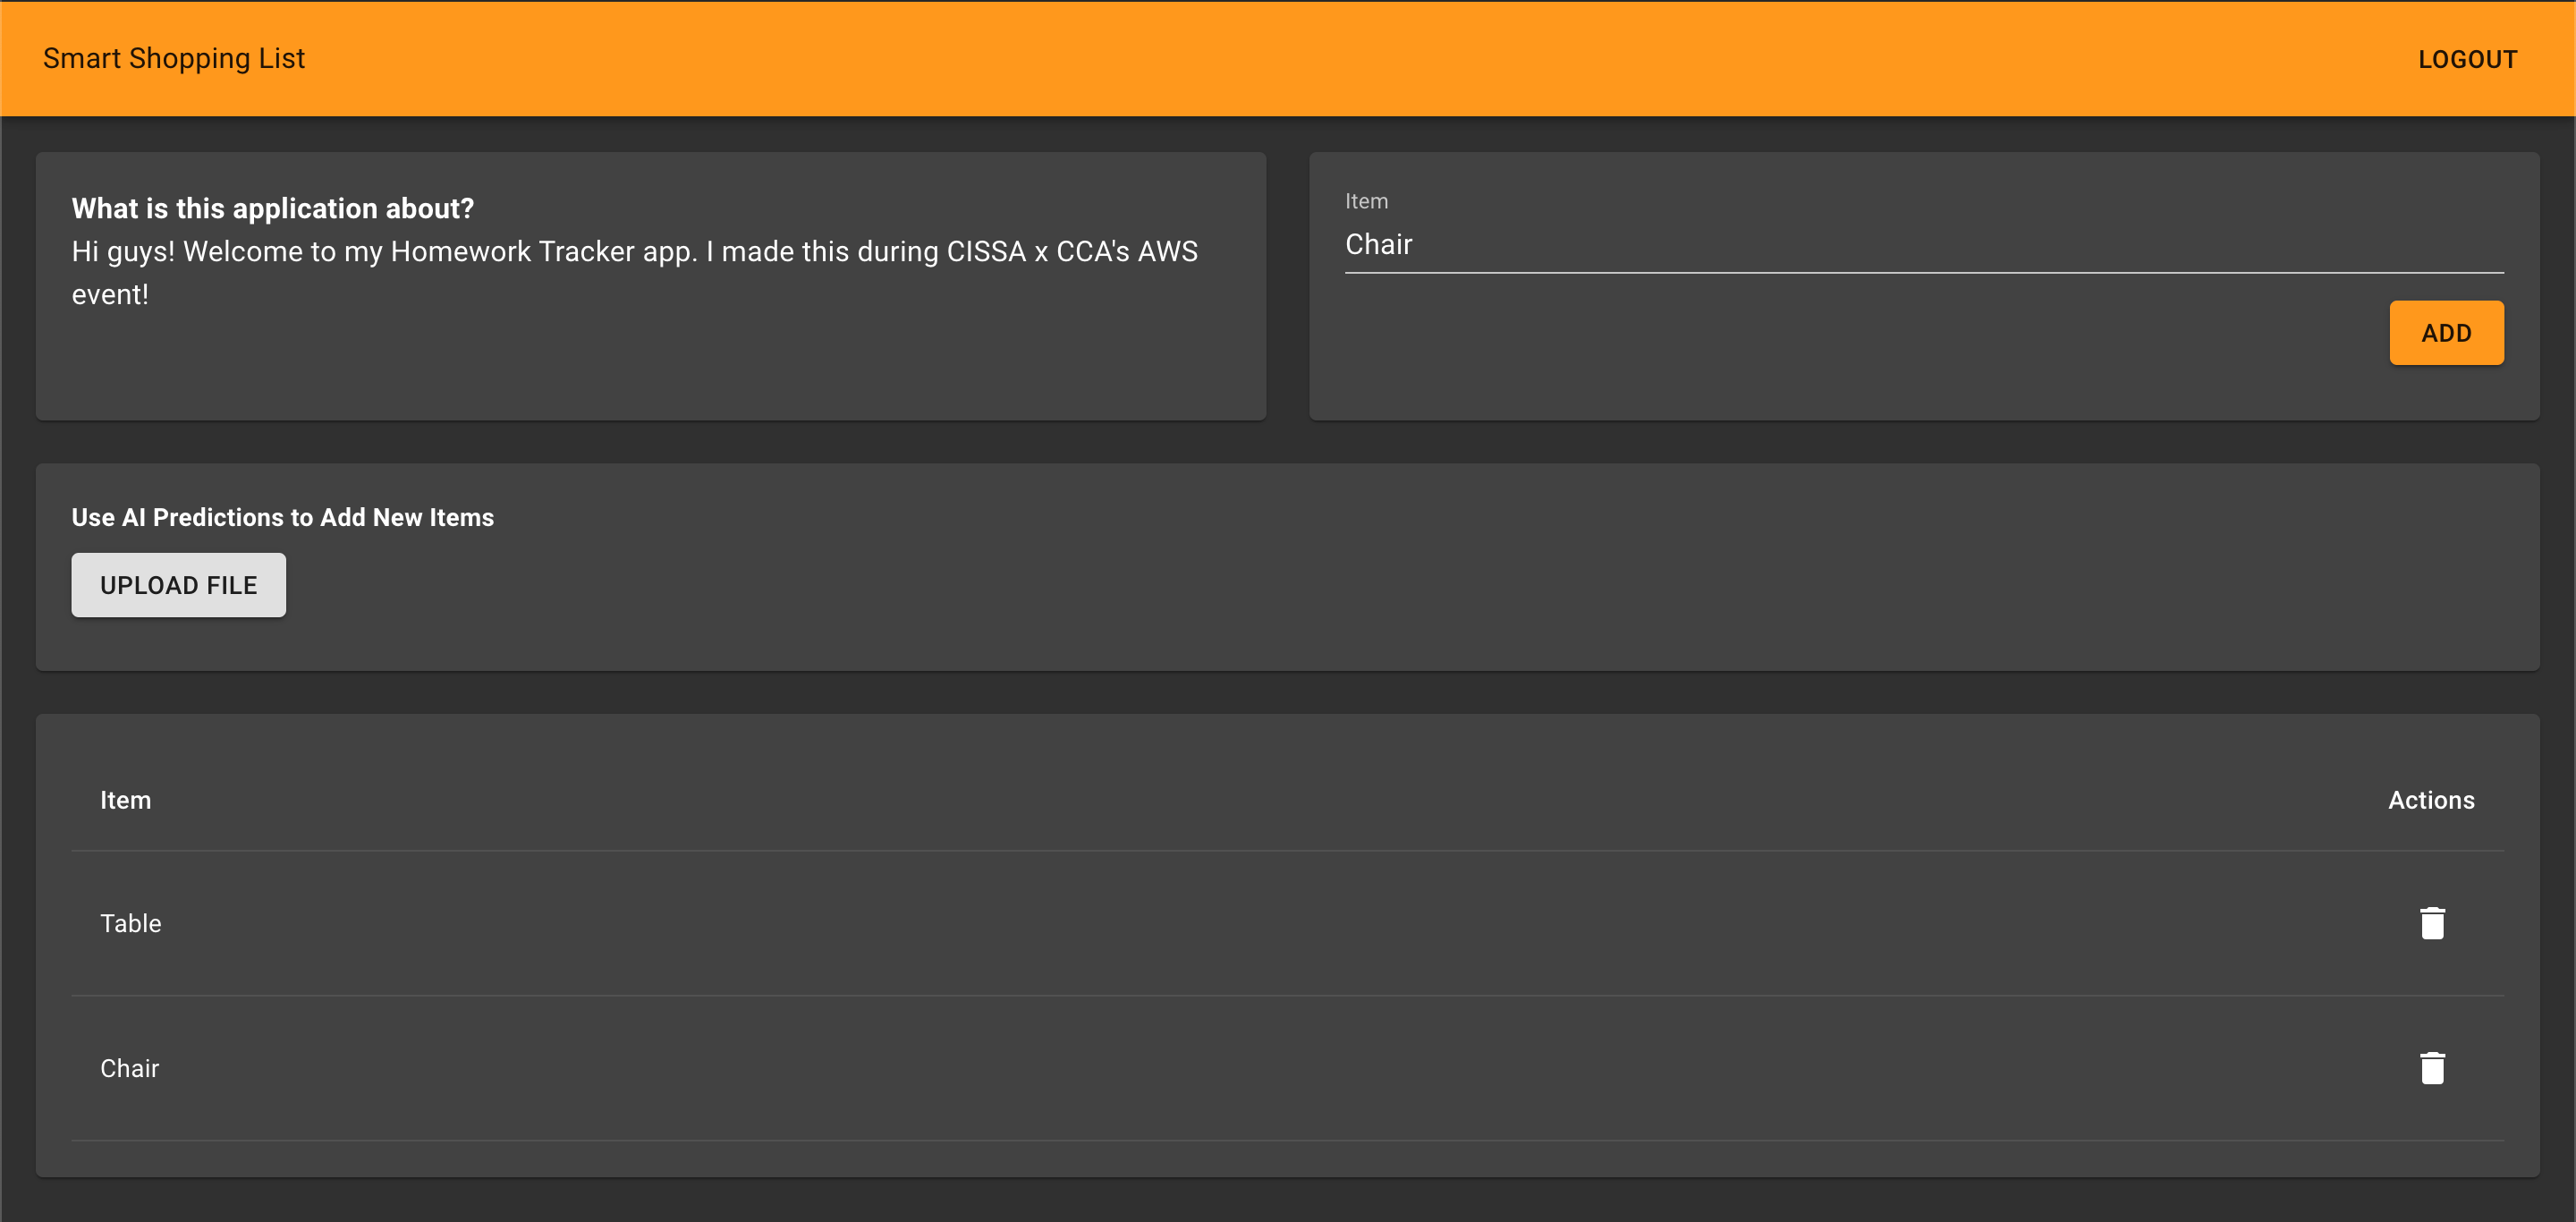 Smart Shopping List
LOGOUT
What is this application about?
Hi guys! Welcome to my Homework Tracker app. I made this during CISSA x CCA's AWS
event!
Item
Chair
ADD
Use AI Predictions to Add New Items
UPLOAD FILE
Item
Actions
Table
Chair